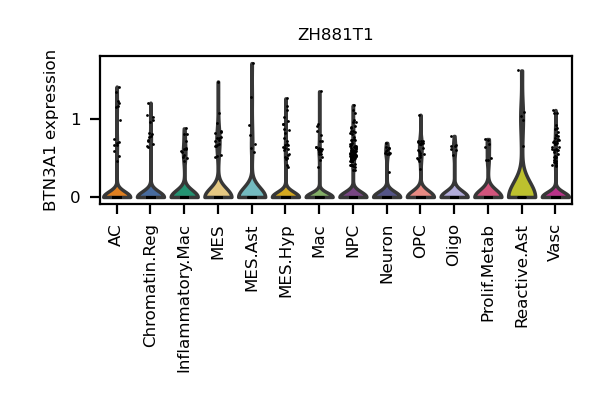 ZH881T1
BTN3A1 expression
1
0
AC
Chromatin.Reg
Inflammatory.Mac
MES
MES.Ast
MES.Hyp
Mac
NPC
Neuron
OPC
Oligo
Prolif.Metab
Reactive.Ast
Vasc